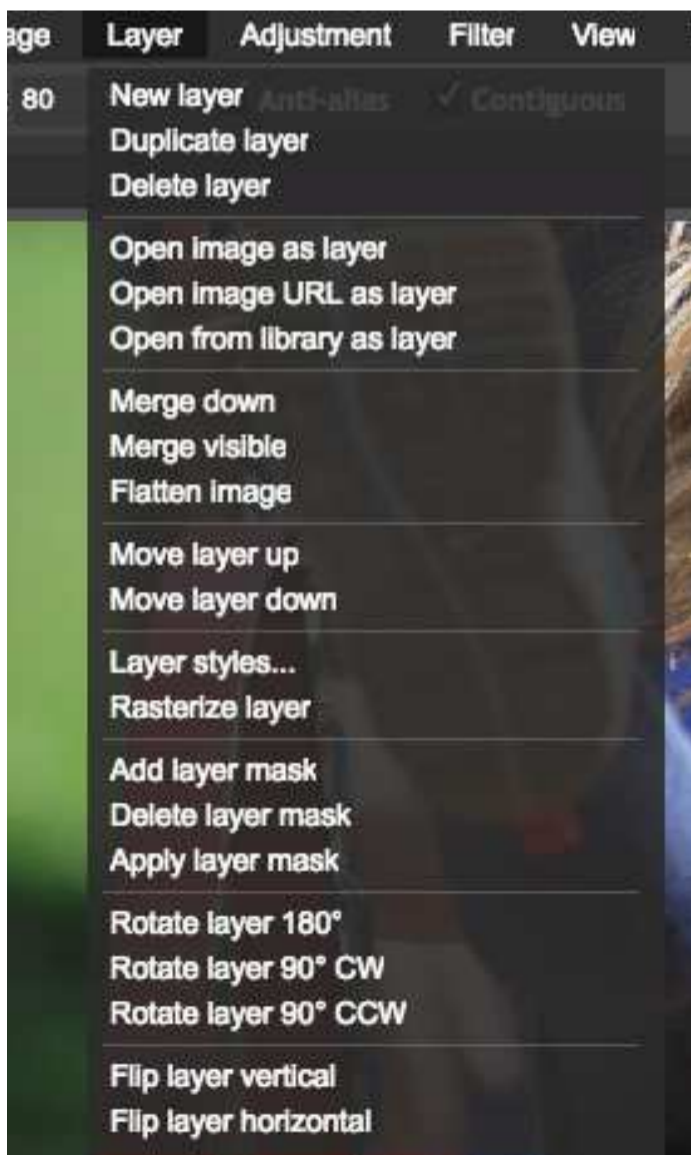 age Layer Adjustment Filter View
80 Anti-alias ✓ Contiguous
New layer
Duplicate layer
Delete layer
Open image as layer
Open image URL as layer
Open from library as layer
Merge down
Merge visible
Flatten image
Move layer up
Move layer down
Layer styles...
Rasterize layer
Add layer mask
Delete layer mask
Apply layer mask
Rotate layer 180°
Rotate layer 90° CW
Rotate layer 90° CCW
Flip layer vertical
Flip layer horizontal